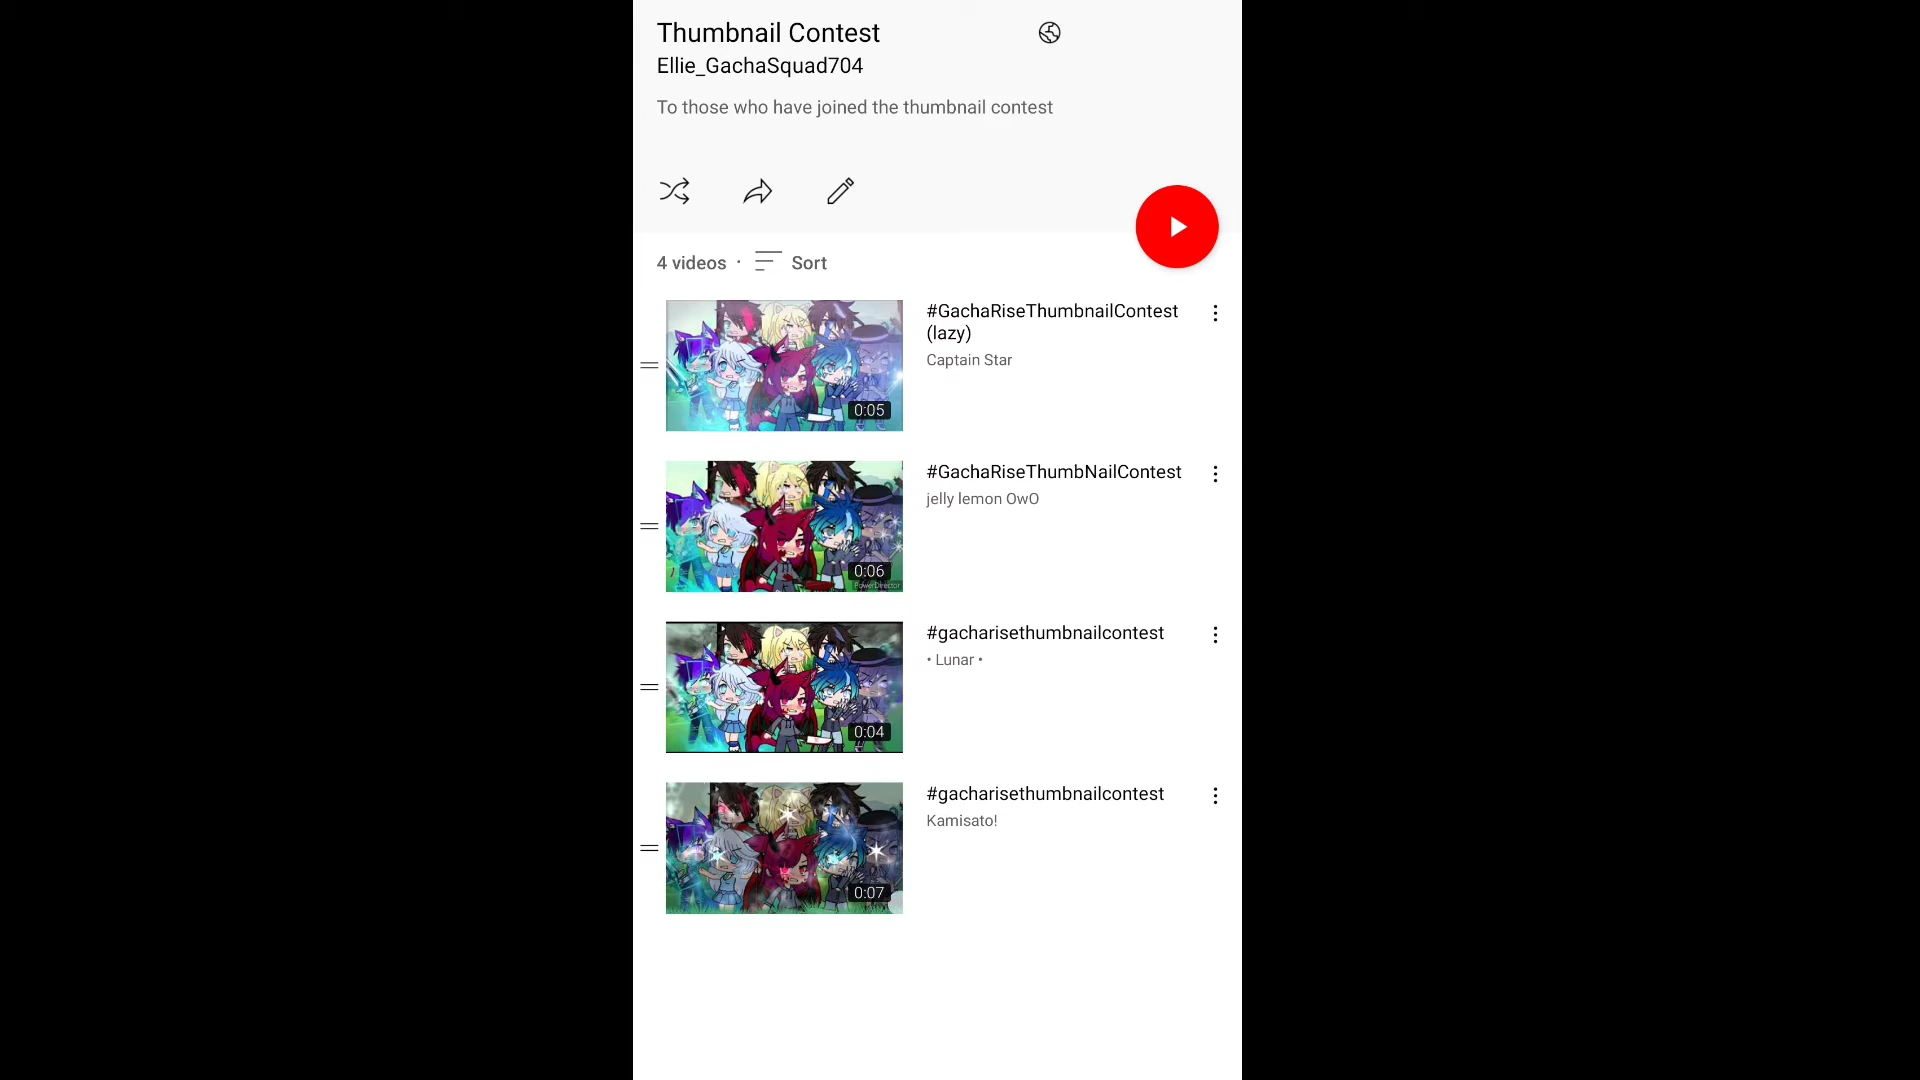 Thumbnail Contest
Ellie_GachaSquad704
To those who have joined the thumbnail contest
4 videos · Sort
#GachaRiseThumbnailContest
(lazy)
Captain Star
0:05
#GachaRiseThumbNailContest
jelly lemon OwO
0:06
PowerDirector
#gacharisethumbnailcontest
• Lunar •
0:04
#gacharisethumbnailcontest
Kamisato!
0:07